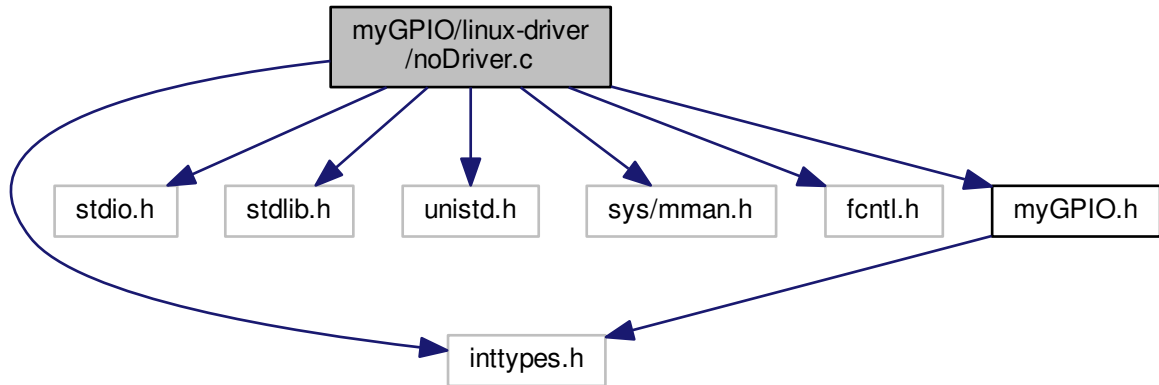 myGPIO/linux-driver
/noDriver.c
stdio.h
stdlib.h
unistd.h
sys/mman.h
fcntl.h
myGPIO.h
inttypes.h